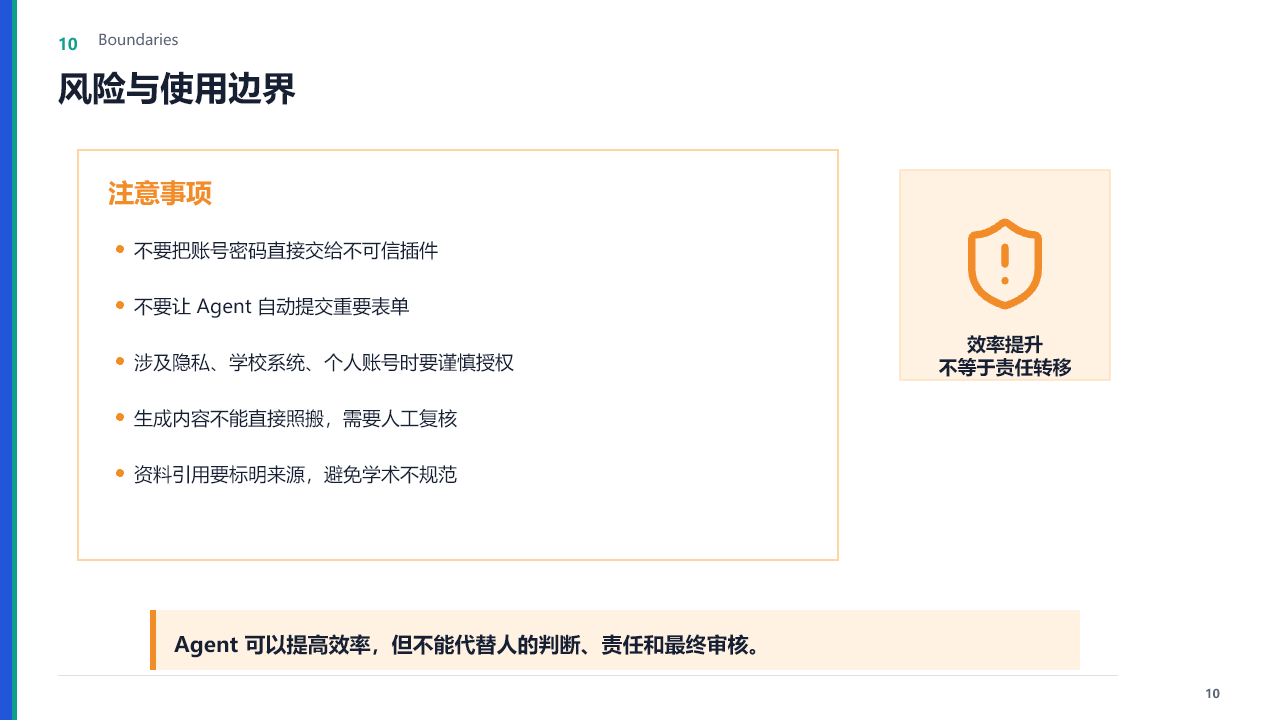 10 Boundaries
风险与使用边界
注意事项
不要把账号密码直接交给不可信插件
不要让 Agent 自动提交重要表单
涉及隐私、学校系统、个人账号时要谨慎授权
生成内容不能直接照搬，需要人工复核
资料引用要标明来源，避免学术不规范
效率提升
不等于责任转移
Agent 可以提高效率，但不能代替人的判断、责任和最终审核。
10